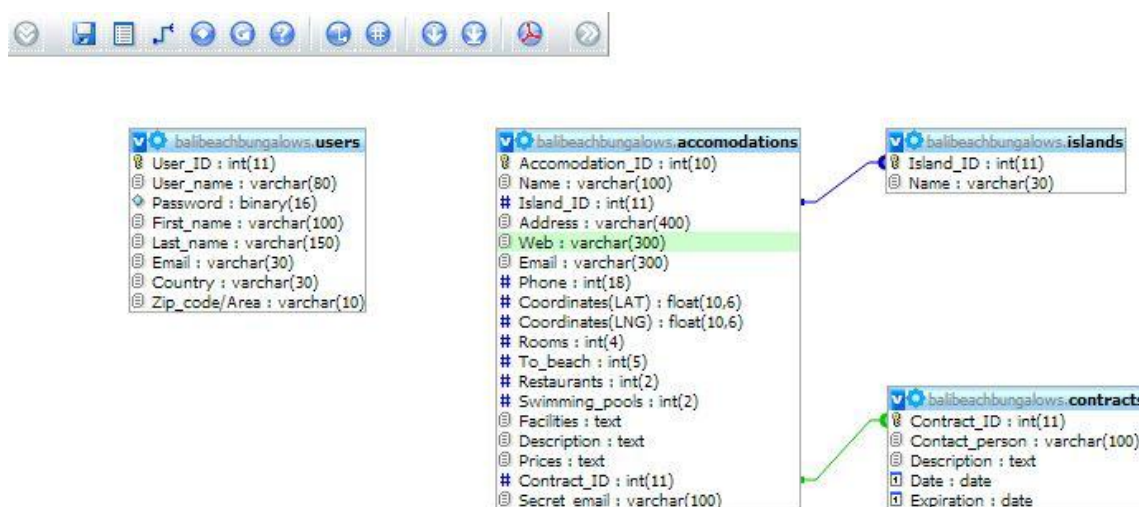 balibeachbungalows.users
User_ID : int(11)
User_name : varchar(80)
Password : binary(16)
First_name : varchar(100)
Last_name : varchar(150)
Email : varchar(30)
Country : varchar(30)
Zip_code/Area : varchar(10)
balibeachbungalows.accomodations
Accomodation_ID : int(10)
Name : varchar(100)
# Island_ID : int(11)
Address : varchar(400)
Web : varchar(300)
Email : varchar(300)
# Phone : int(18)
# Coordinates(LAT) : float(10,6)
# Coordinates(LNG) : float(10,6)
# Rooms : int(4)
# To_beach : int(5)
# Restaurants : int(2)
# Swimming_pools : int(2)
Facilities : text
Description : text
Prices : text
# Contract_ID : int(11)
Secret_email : varchar(100)
balibeachbungalows.islands
Island_ID : int(11)
Name : varchar(30)
balibeachbungalows.contracts
Contract_ID : int(11)
Contact_person : varchar(100)
Description : text
Date : date
Expiration : date